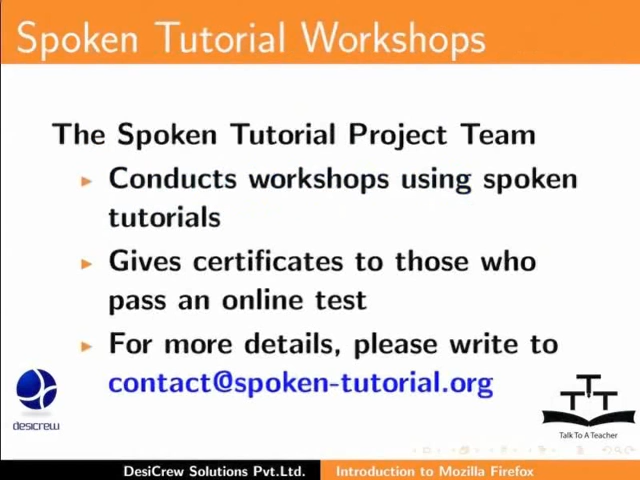 Spoken Tutorial Workshops
The Spoken Tutorial Project Team
Conducts workshops using spoken
tutorials
Gives certificates to those who
pass an online test
For more details, please write to
contact@spoken-tutorial.org
desicrew
TTT
Talk To A Teacher
DesiCrew Solutions Pvt.Ltd.
Introduction to Mozilla Firefox